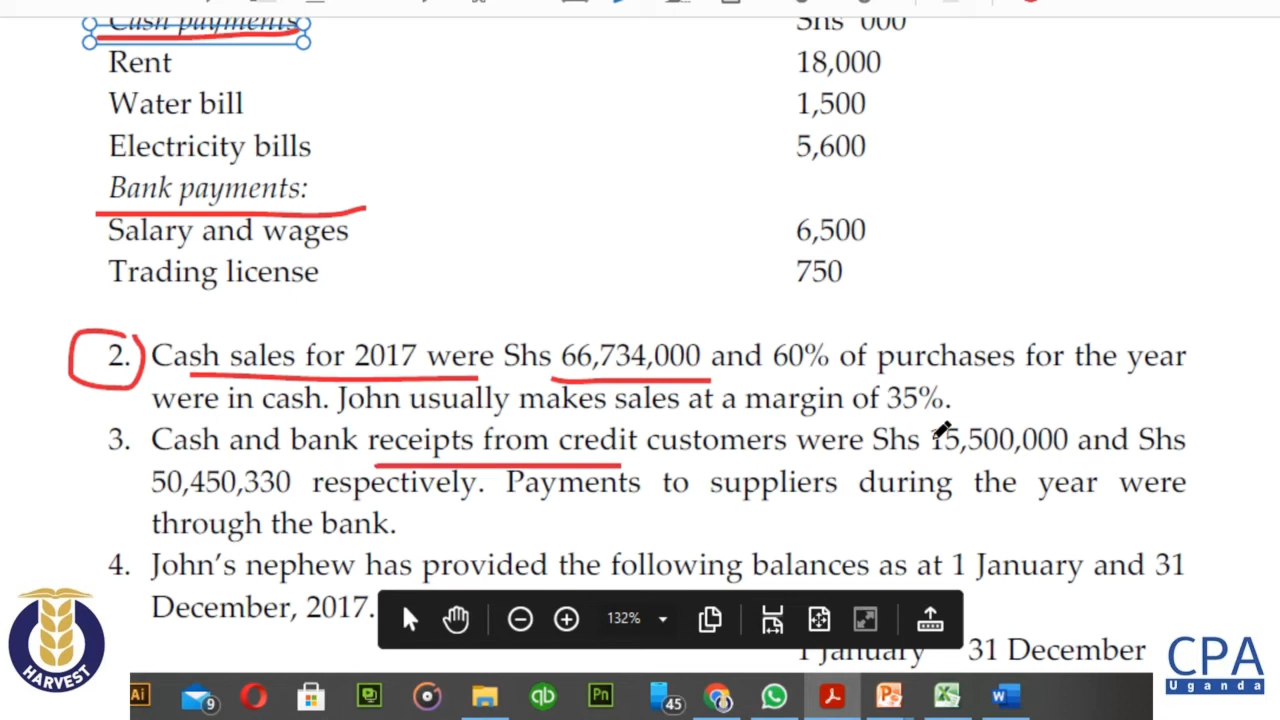 Cash payments
Shs '000
Rent 18,000
Water bill 1,500
Electricity bills 5,600
Bank payments:
Salary and wages 6,500
Trading license 750
2. Cash sales for 2017 were Shs 66,734,000 and 60% of purchases for the year
were in cash. John usually makes sales at a margin of 35%.
3. Cash and bank receipts from credit customers were Shs 15,500,000 and Shs
50,450,330 respectively. Payments to suppliers during the year were
through the bank.
4. John's nephew has provided the following balances as at 1 January and 31
December, 2017.
132%
1 January 31 December
HARVEST
CPA
Uganda
Ai
9
qb
Pn
45